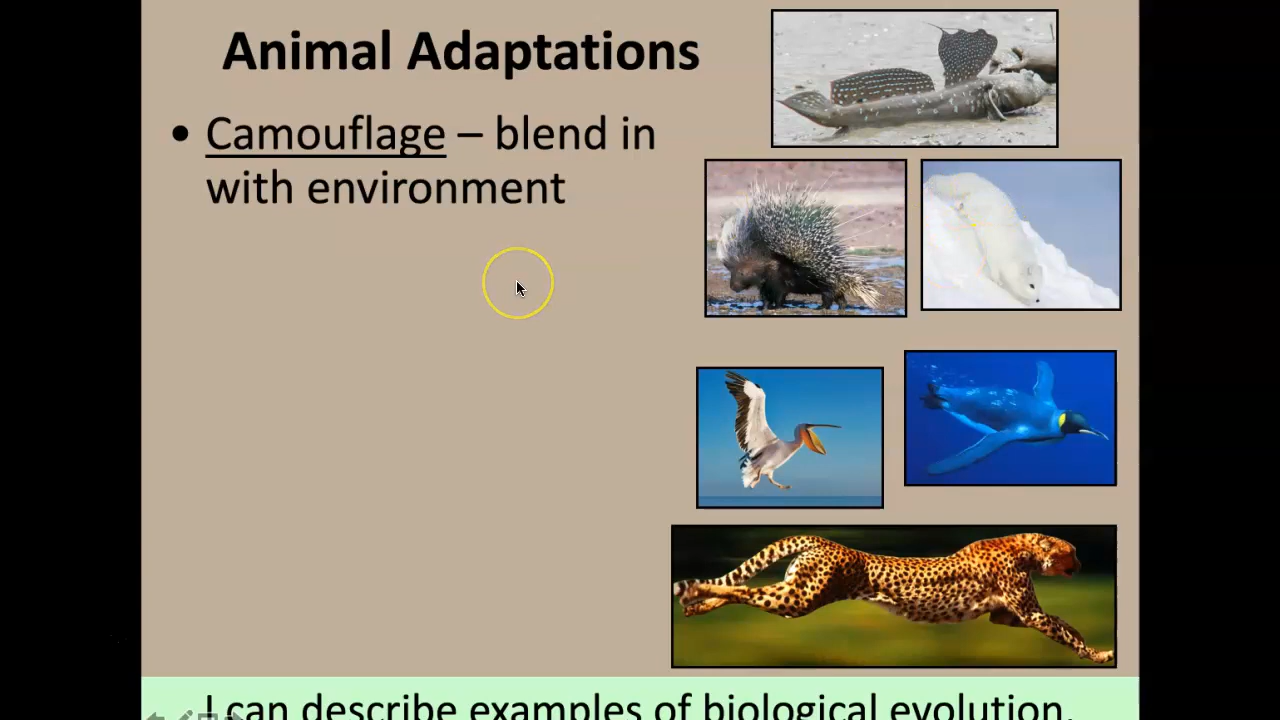 Animal Adaptations
• Camouflage – blend in
with environment
I can describe examples of biological evolution.